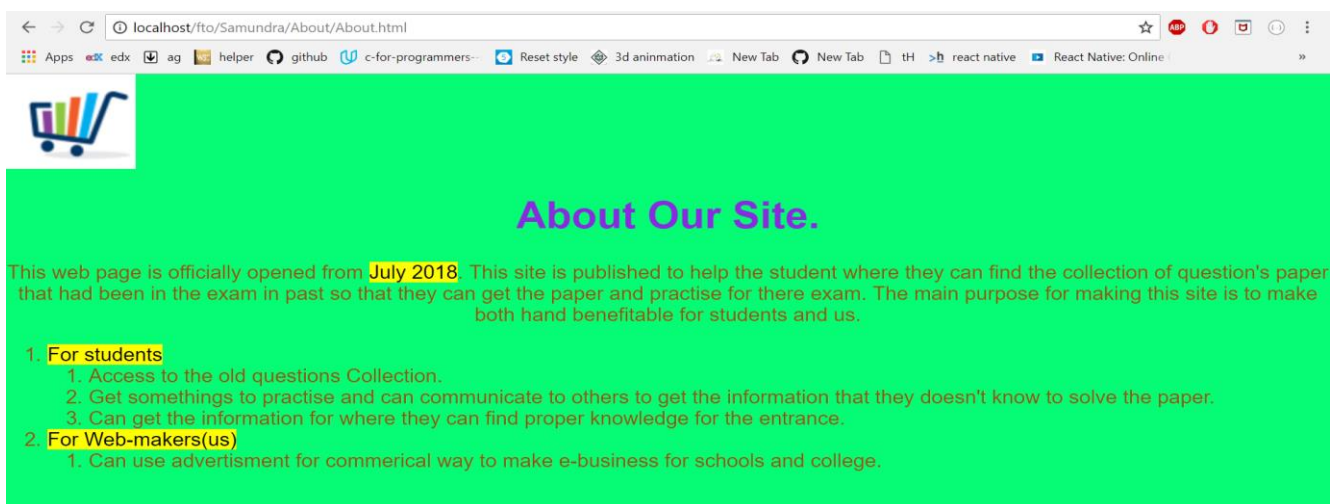 localhost/fto/Samundra/About/About.html
ABP
Apps edx edx ag helper github c-for-programmers-- Reset style 3d aninmation New Tab New Tab tH >h react native React Native: Online »
About Our Site.
This web page is officially opened from July 2018. This site is published to help the student where they can find the collection of question's paper
that had been in the exam in past so that they can get the paper and practise for there exam. The main purpose for making this site is to make
both hand benefitable for students and us.
1. For students
1. Access to the old questions Collection.
2. Get somethings to practise and can communicate to others to get the information that they doesn't know to solve the paper.
3. Can get the information for where they can find proper knowledge for the entrance.
2. For Web-makers(us)
1. Can use advertisment for commerical way to make e-business for schools and college.